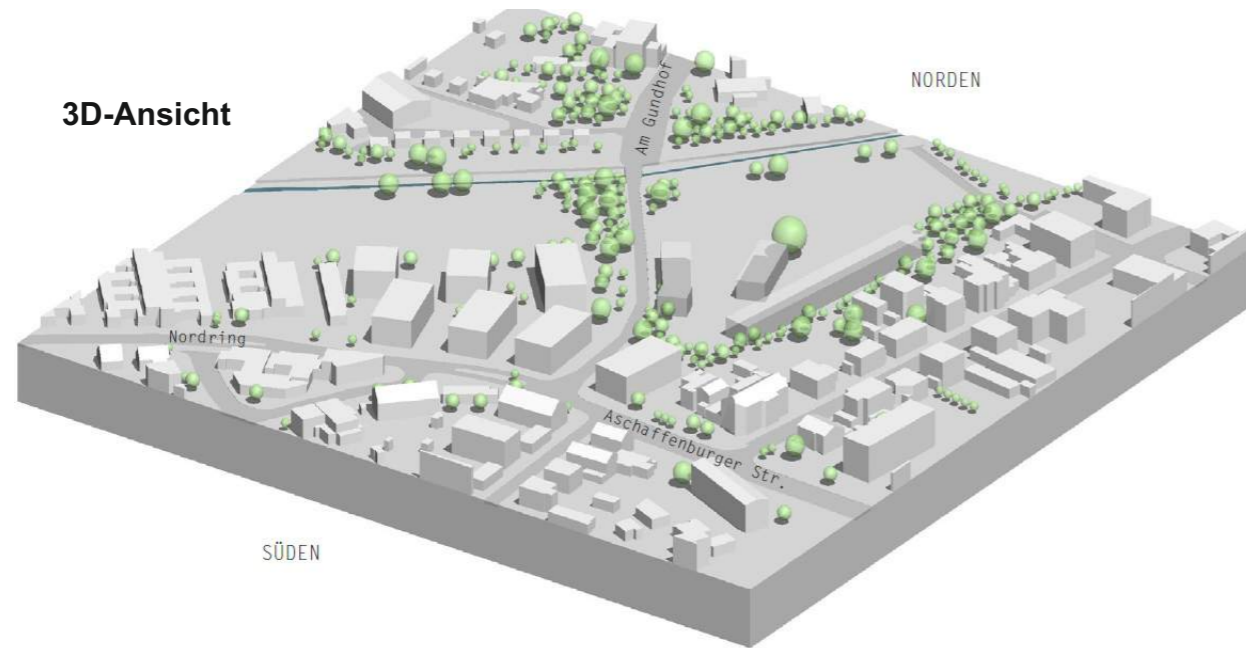 3D-Ansicht
NORDEN
Am Gundhof
Nordring
Aschaffenburger Str.
SÜDEN